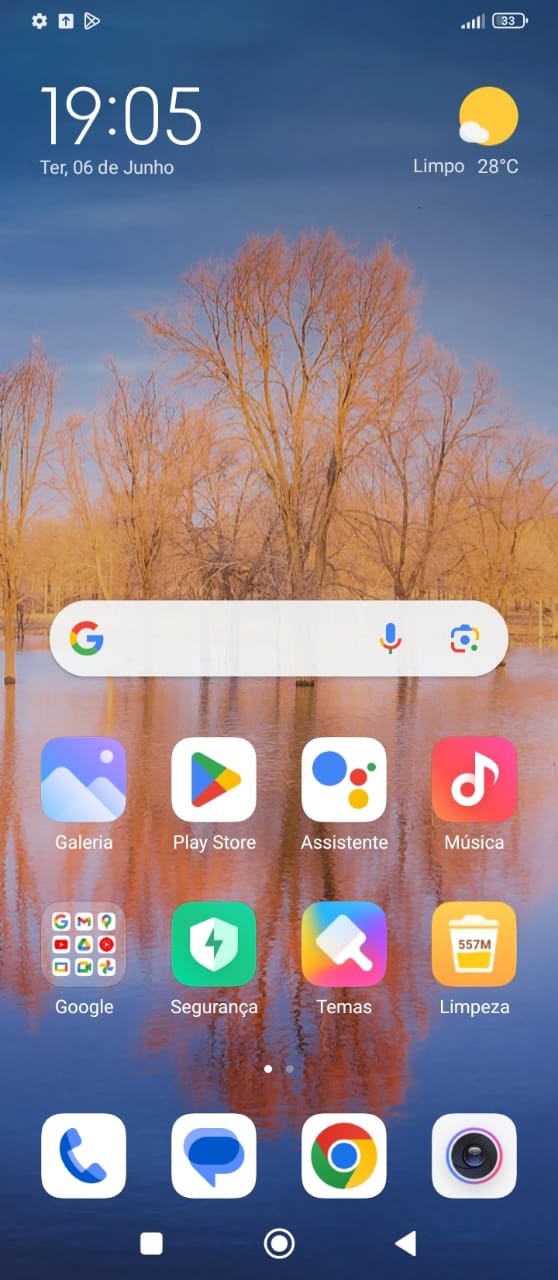 33
19:05
Ter, 06 de Junho
Limpo 28°C
Galeria Play Store Assistente Música
557M
Google Segurança Temas Limpeza